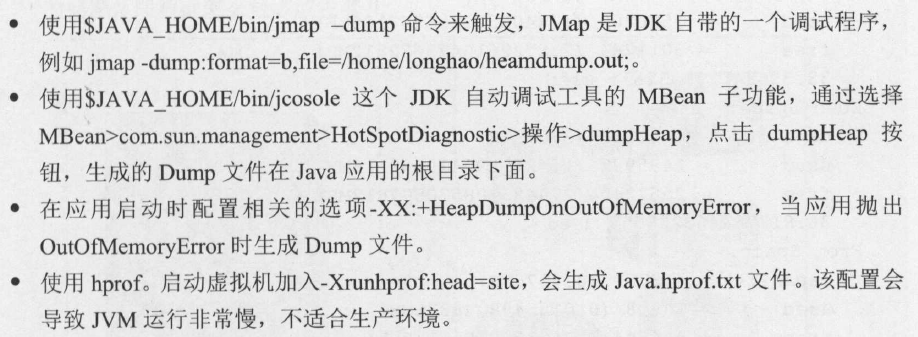 • 使用$JAVA_HOME/bin/jmap –dump 命令来触发，JMap 是 JDK 自带的一个调试程序，
例如 jmap -dump:format=b,file=/home/longhao/heamdump.out;。
• 使用$JAVA_HOME/bin/jcosole 这个 JDK 自动调试工具的 MBean 子功能，通过选择
MBean>com.sun.management>HotSpotDiagnostic>操作>dumpHeap，点击 dumpHeap 按
钮，生成的 Dump 文件在 Java 应用的根目录下面。
• 在应用启动时配置相关的选项-XX:+HeapDumpOnOutOfMemoryError，当应用抛出
OutOfMemoryError 时生成 Dump 文件。
• 使用 hprof。启动虚拟机加入-Xrunhprof:head=site，会生成 Java.hprof.txt 文件。该配置会
导致 JVM 运行非常慢，不适合生产环境。